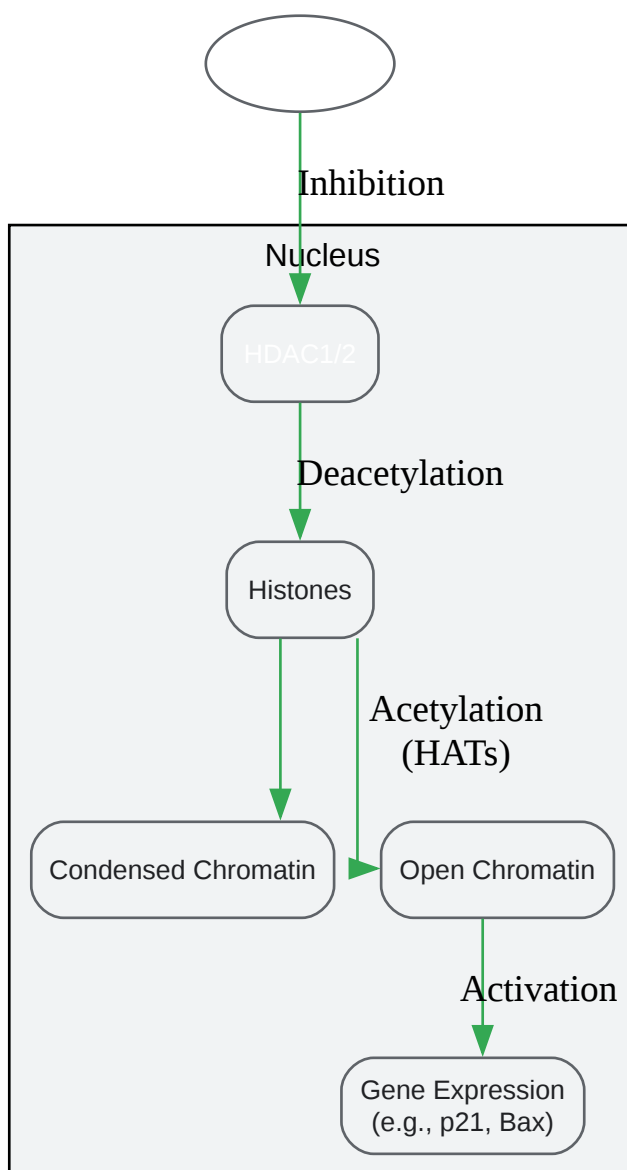 Inhibition
Nucleus
HDAC1/2
Deacetylation
Histones
Acetylation
(HATs)
Condensed Chromatin
Open Chromatin
Activation
Gene Expression
(e.g., p21, Bax)